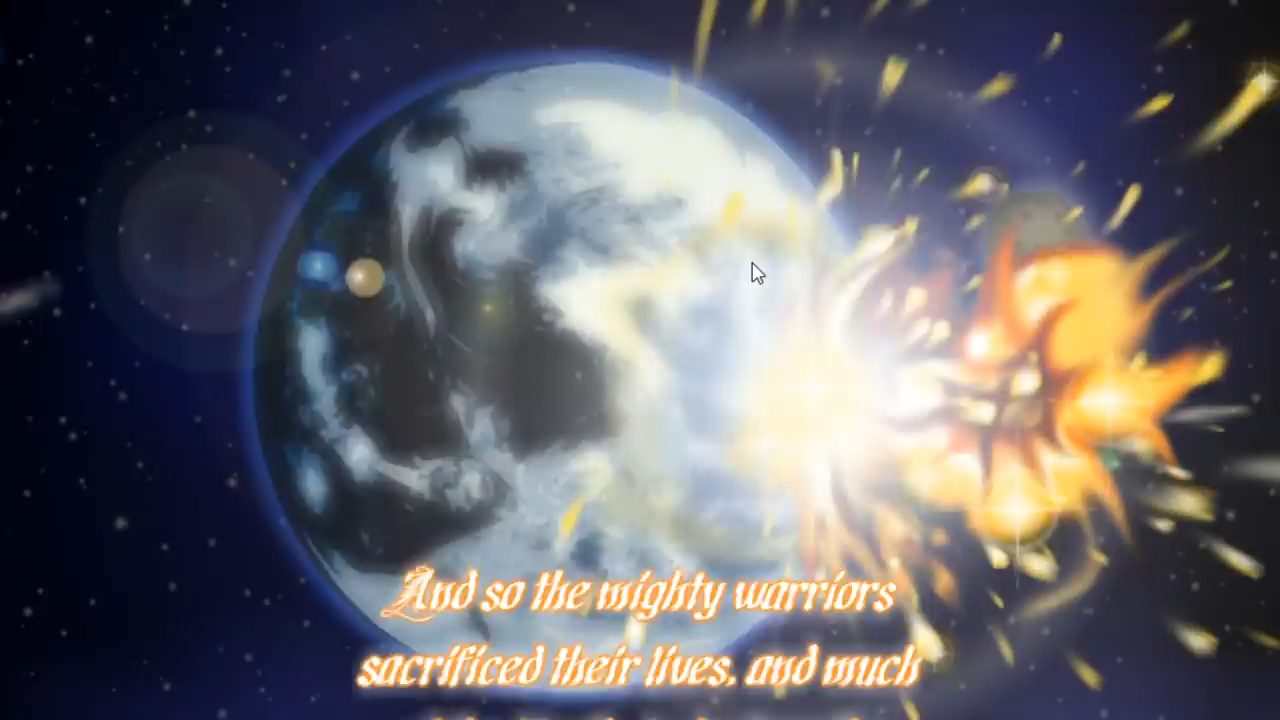 And so the mighty warriors
sacrificed their lives, and much